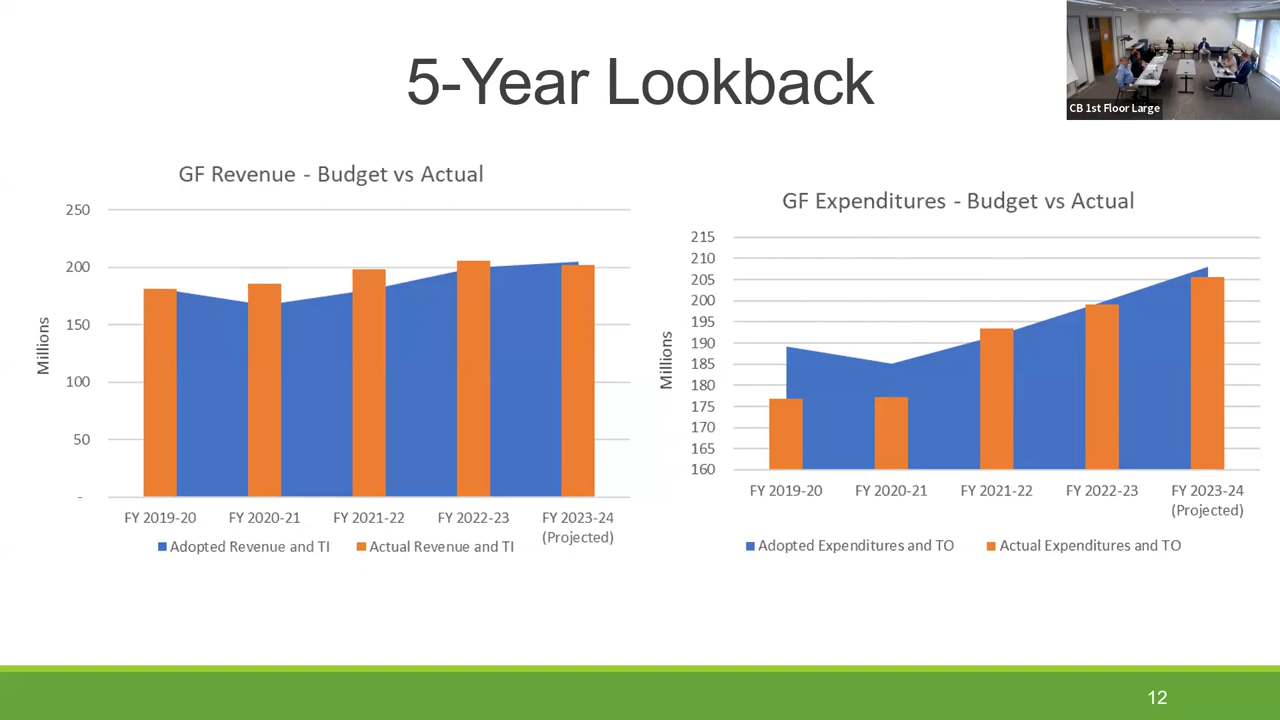 5-Year Lookback
CB 1st Floor Large
GF Revenue - Budget vs Actual
250
200
150
100
50
-
Millions
FY 2019-20
FY 2020-21
FY 2021-22
FY 2022-23
FY 2023-24
(Projected)
Adopted Revenue and TI
Actual Revenue and TI
GF Expenditures - Budget vs Actual
215
210
205
200
195
190
185
180
175
170
165
160
Millions
FY 2019-20
FY 2020-21
FY 2021-22
FY 2022-23
FY 2023-24
(Projected)
Adopted Expenditures and TO
Actual Expenditures and TO
12